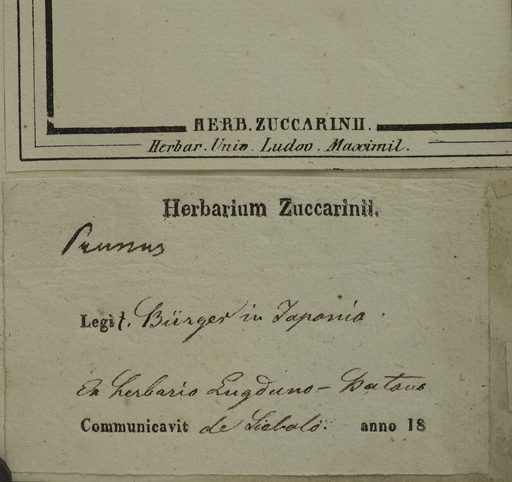 HERB. ZUCCARINII.
Herbar. Univ. Ludov. Maximil.
Herbarium Zuccarinii.
Prunus
Legit. Bürger in Japonia.
Ex herbario Lugduno-Batavo
Communicavit de Siebold. anno 18